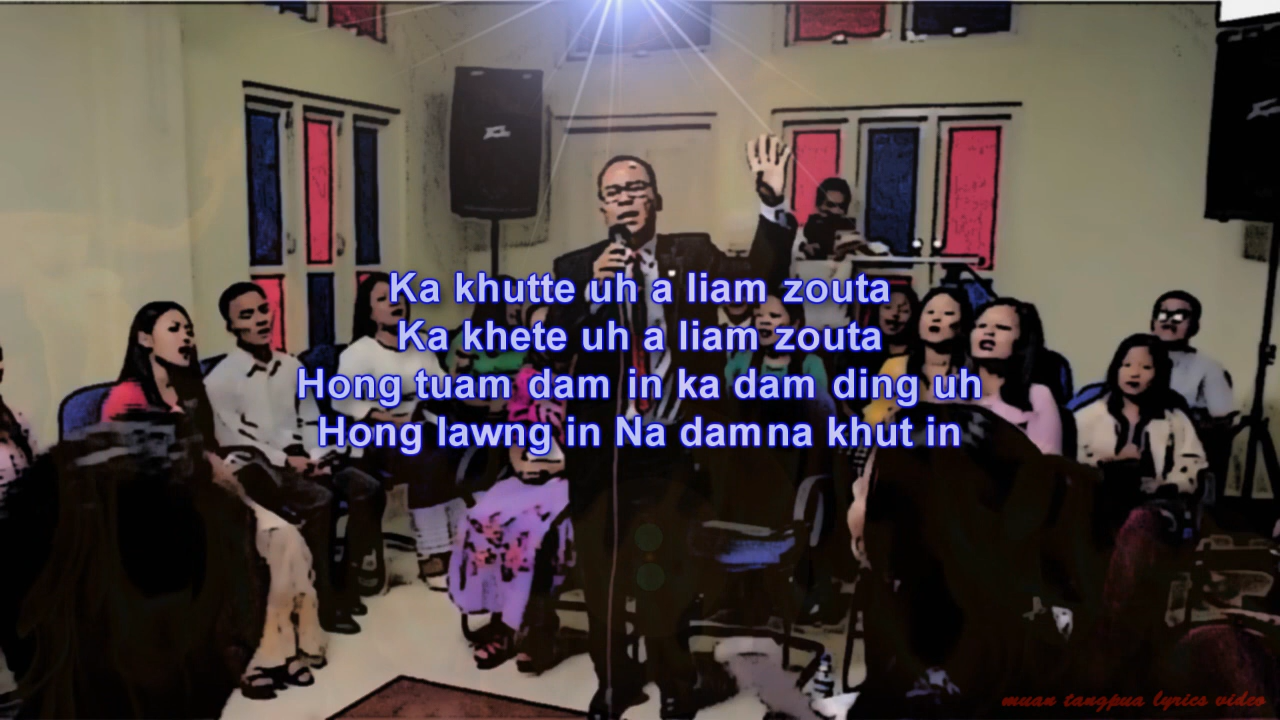 Ka khutte uh a liam zouta
Ka khete uh a liam zouta
Hong tuam dam in ka dam ding uh
Hong lawng in Na damna khut in
muan tangpua lyrics video